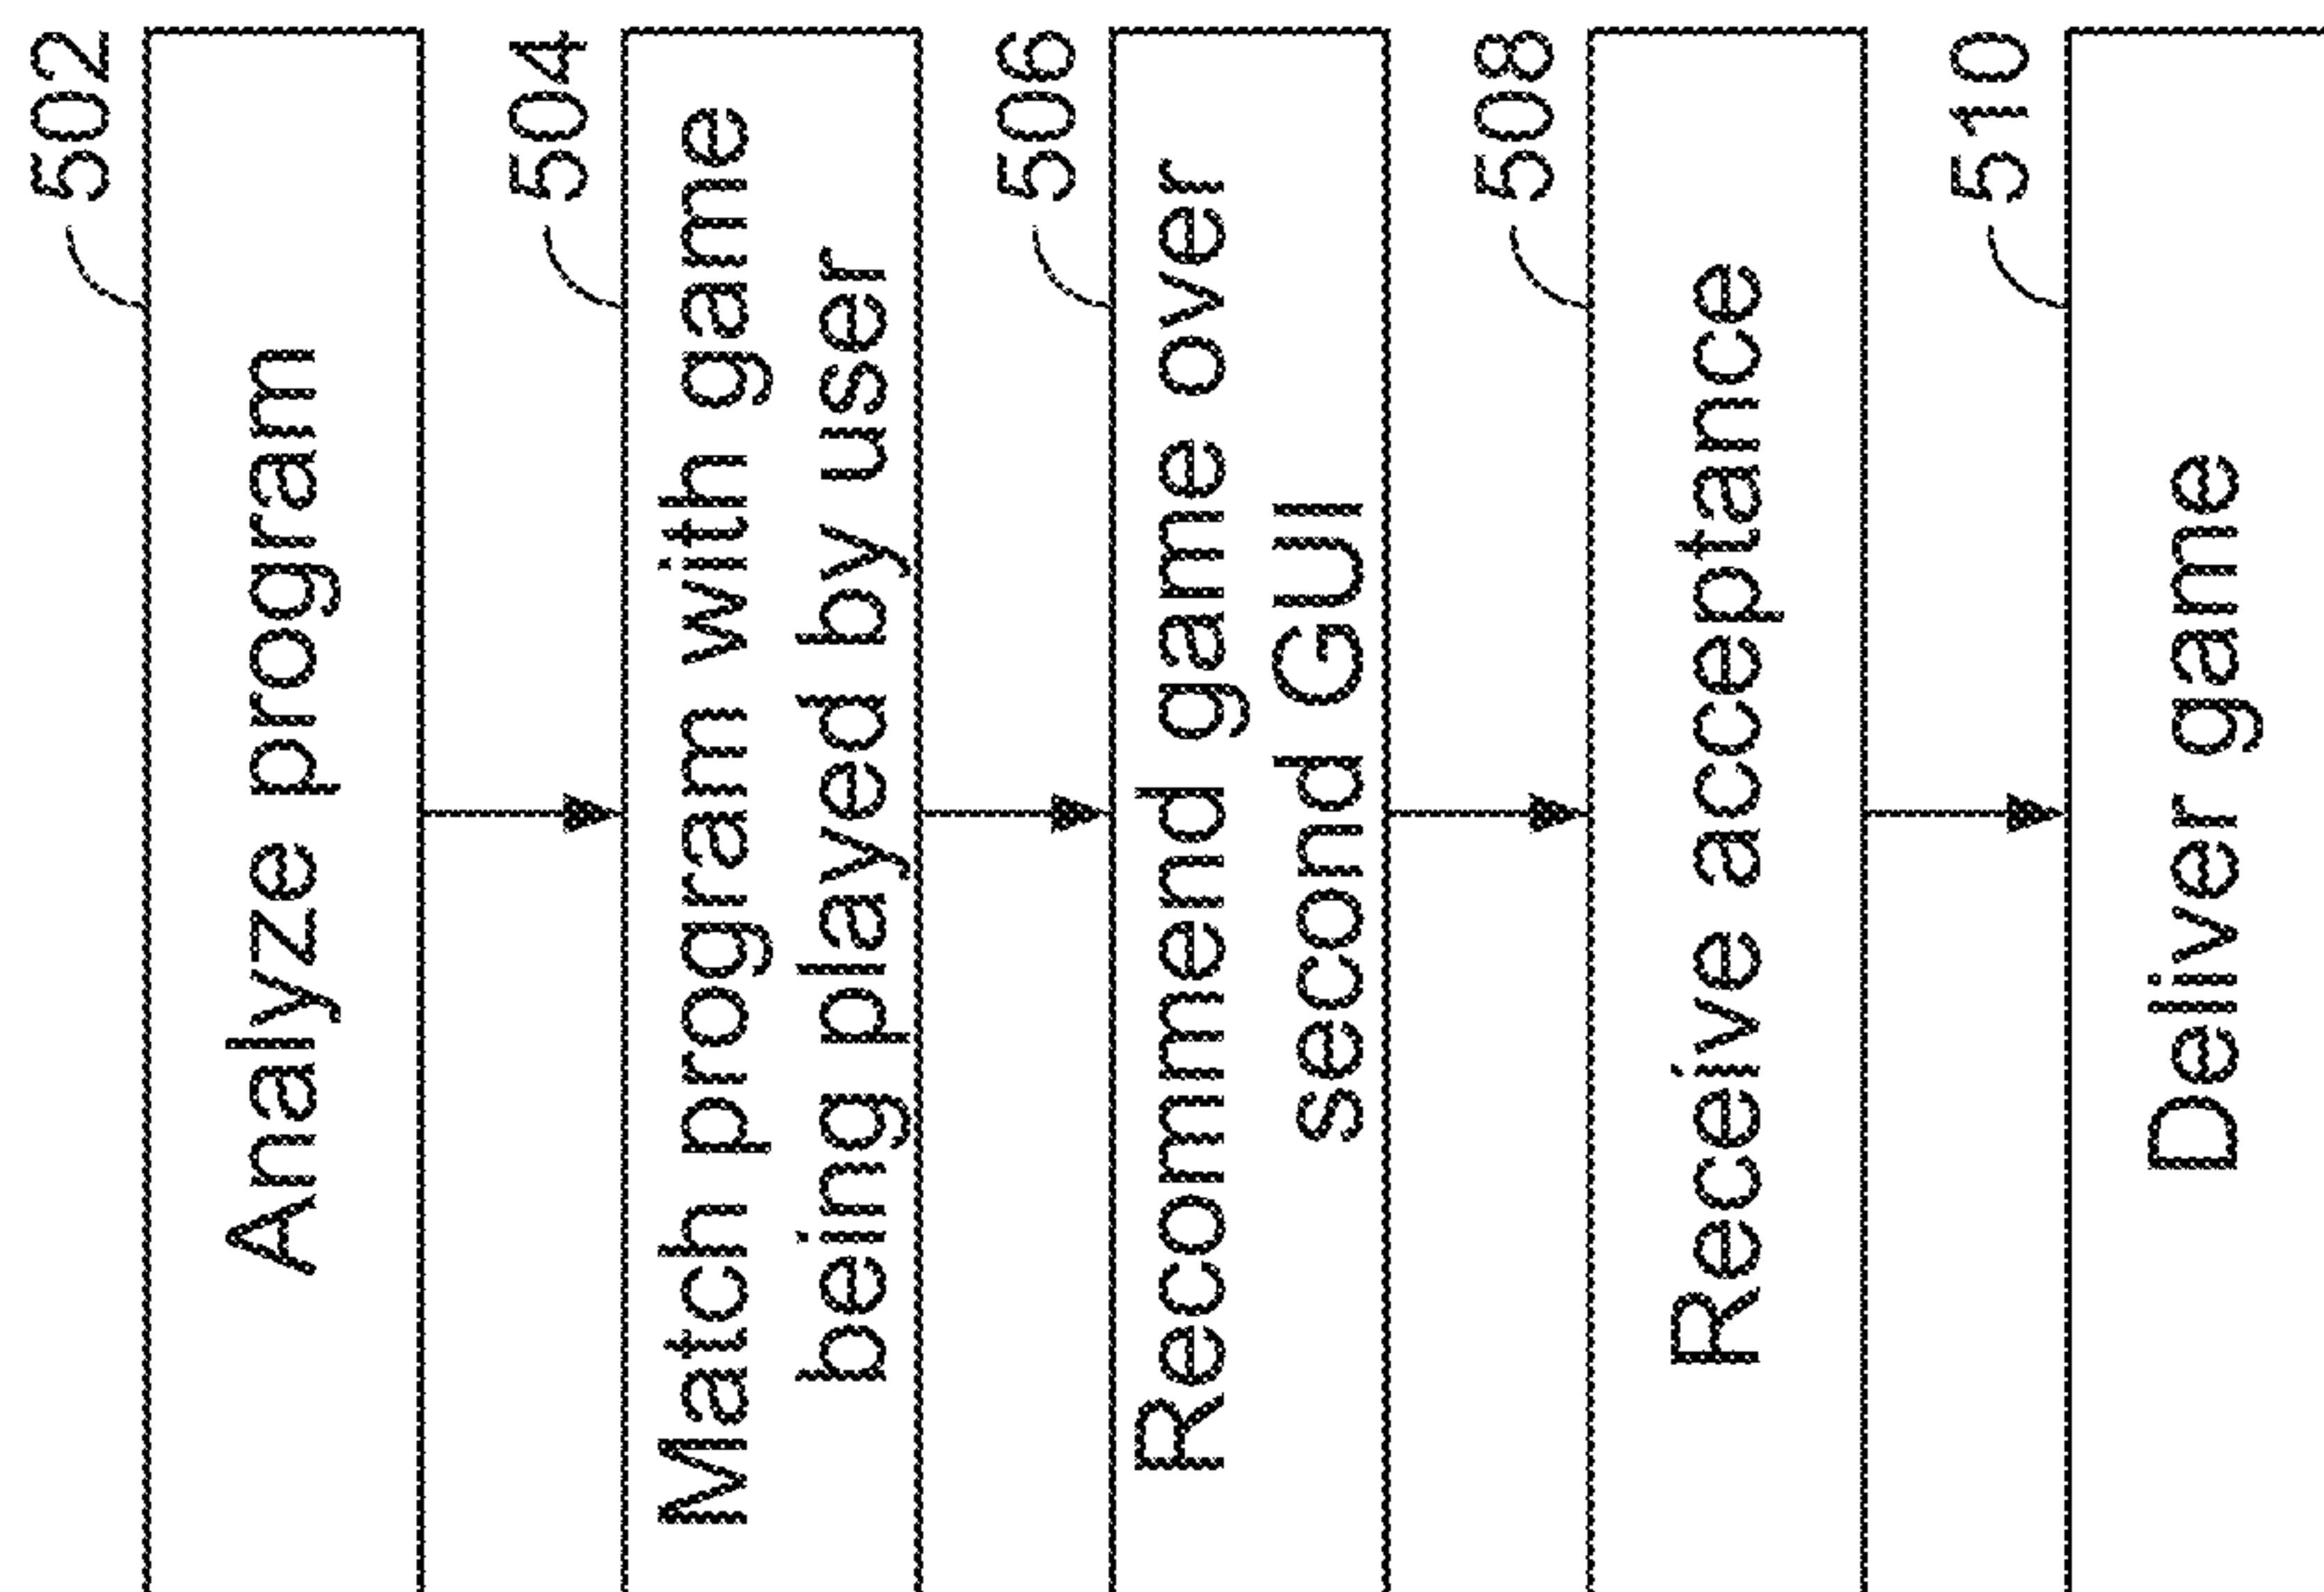 502
Analyze program
504
Match program with game
being played by user
506
Recommend game over
second GUI
508
Receive acceptance
510
Deliver game